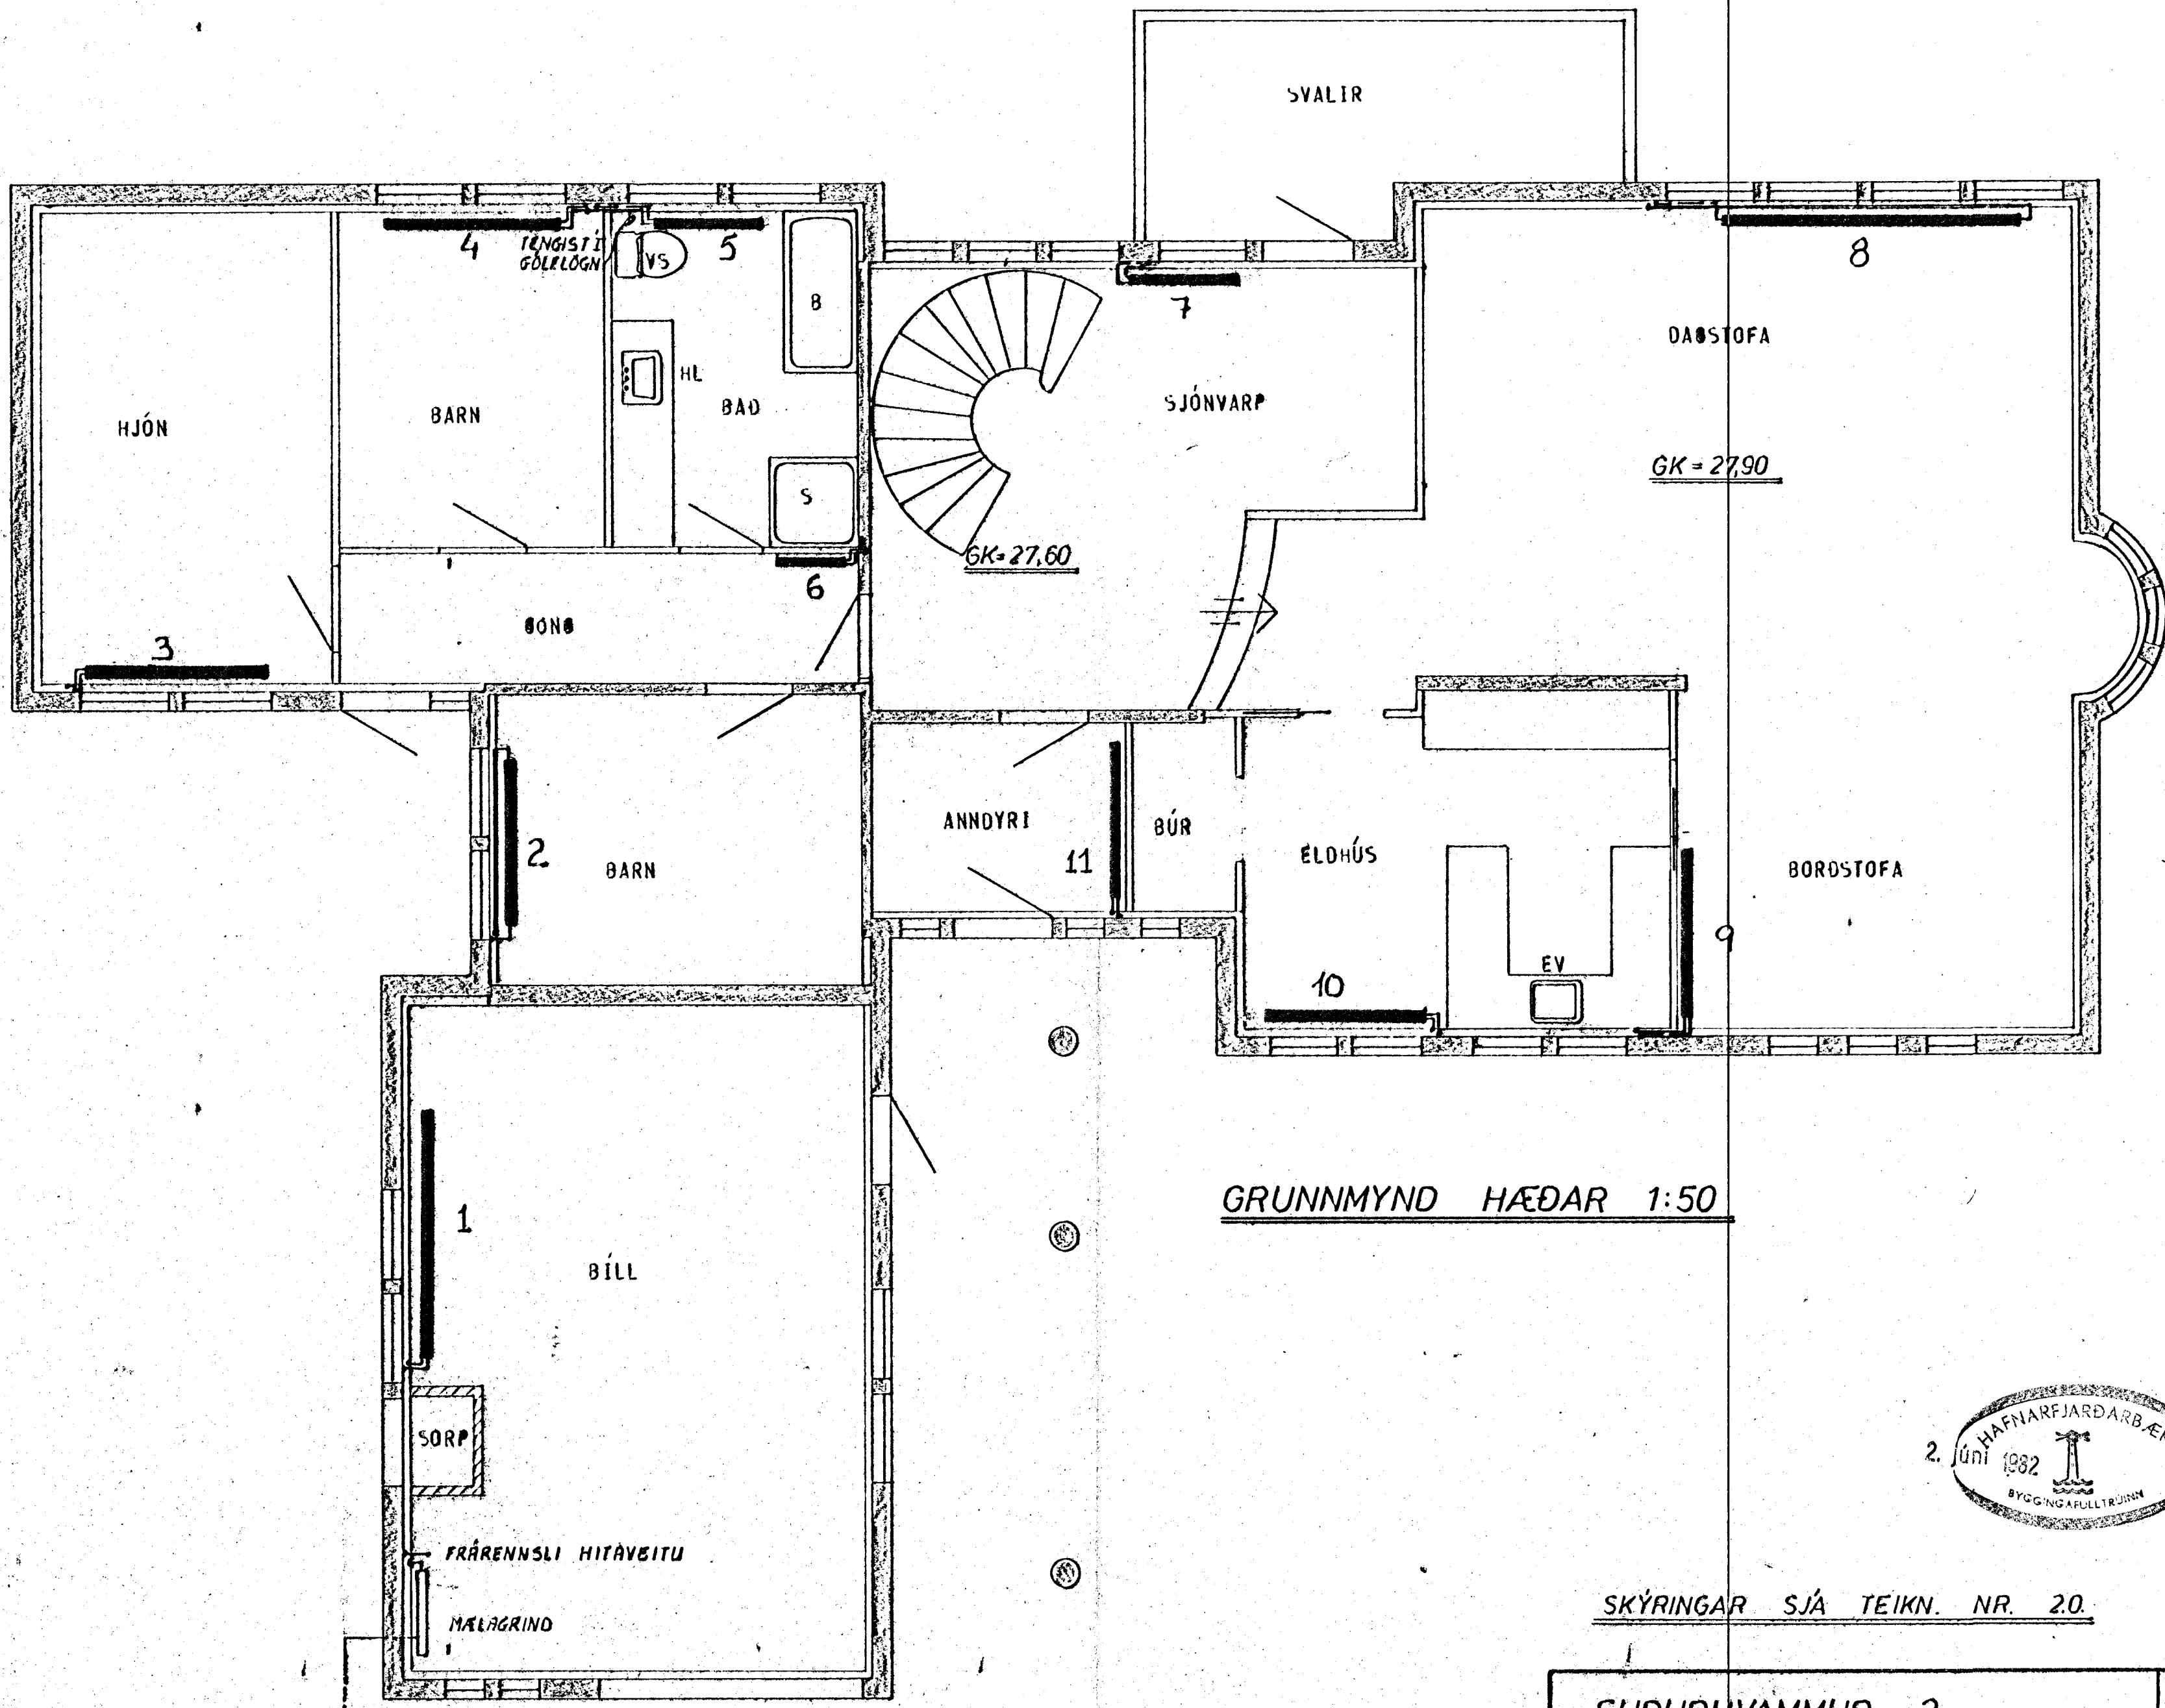 SVALIR
4
TENGIST Í
GÓLFLÖGN
VS
5
B
7
8
DAGSTOFA
HL
BAÐ
BARN
HJÓN
SJÓNVARP
GK = 27,90
S
GK = 27,60
6
GONG
3
2
BARN
ANNDYRI
11
BÚR
ELDHÚS
BORÐSTOFA
9
EV
10
1
BÍLL
GRUNNMYND HÆÐAR 1:50
SORP
HAFNARFJARÐARBÆR
2. júní 1982
BYGGINGAFULLTRÚINN
FRÁRENNSLI HITAVEITU
MÆLAGRIND
SKÝRINGAR SJÁ TEIKN. NR. 20.